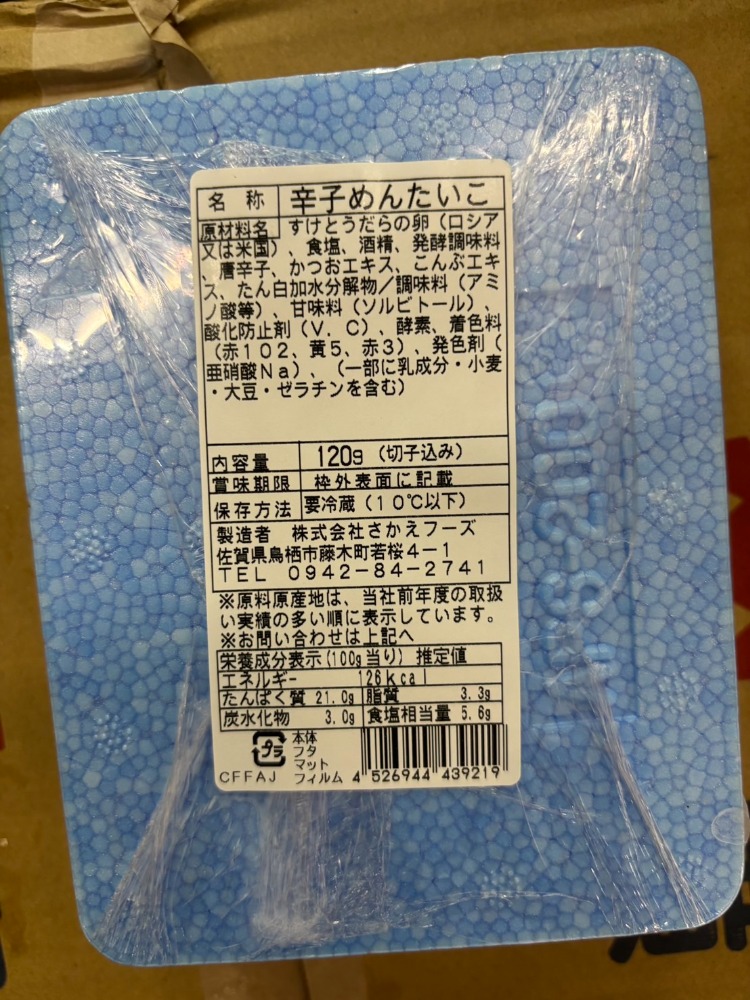 名称 辛子めんたいこ
原材料名 すけとうだらの卵（ロシア
又は米国）、食塩、酒精、発酵調味料
、唐辛子、かつおエキス、こんぶエキ
ス、たん白加水分解物／調味料（アミ
ノ酸等）、甘味料（ソルビトール）、
酸化防止剤（V．C）、酵素、着色料
（赤102、黄5、赤3）、発色剤（
亜硝酸Na）、（一部に乳成分・小麦
・大豆・ゼラチンを含む）
内容量 120g（切子込み）
賞味期限 枠外表面に記載
保存方法 要冷蔵（10℃以下）
製造者 株式会社さかえフーズ
佐賀県鳥栖市藤木町若桜4－1
TEL 0942－84－2741
※原料原産地は、当社前年度の取扱
い実績の多い順に表示しています。
※お問い合わせは上記へ
栄養成分表示(100g当り) 推定値
エネルギー 126kcal
たんぱく質 21.0g 脂質 3.3g
炭水化物 3.0g 食塩相当量 5.6g
プラ 本体
フタ
マット
CFFAJ フィルム 4 526944 439219